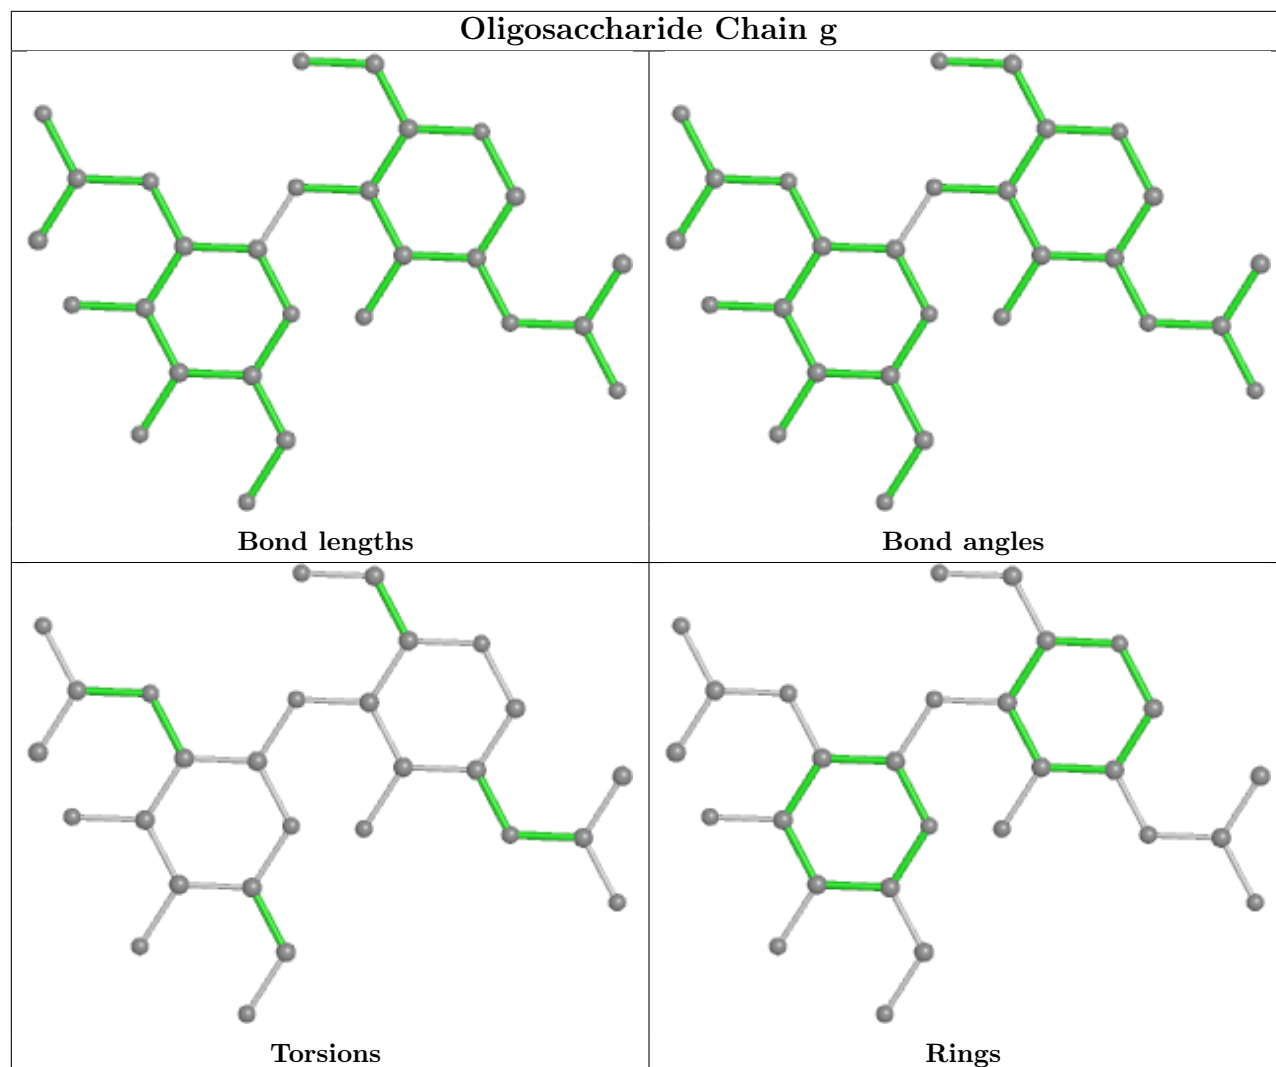 Oligosaccharide Chain g
Bond lengths
Bond angles
Torsions
Rings